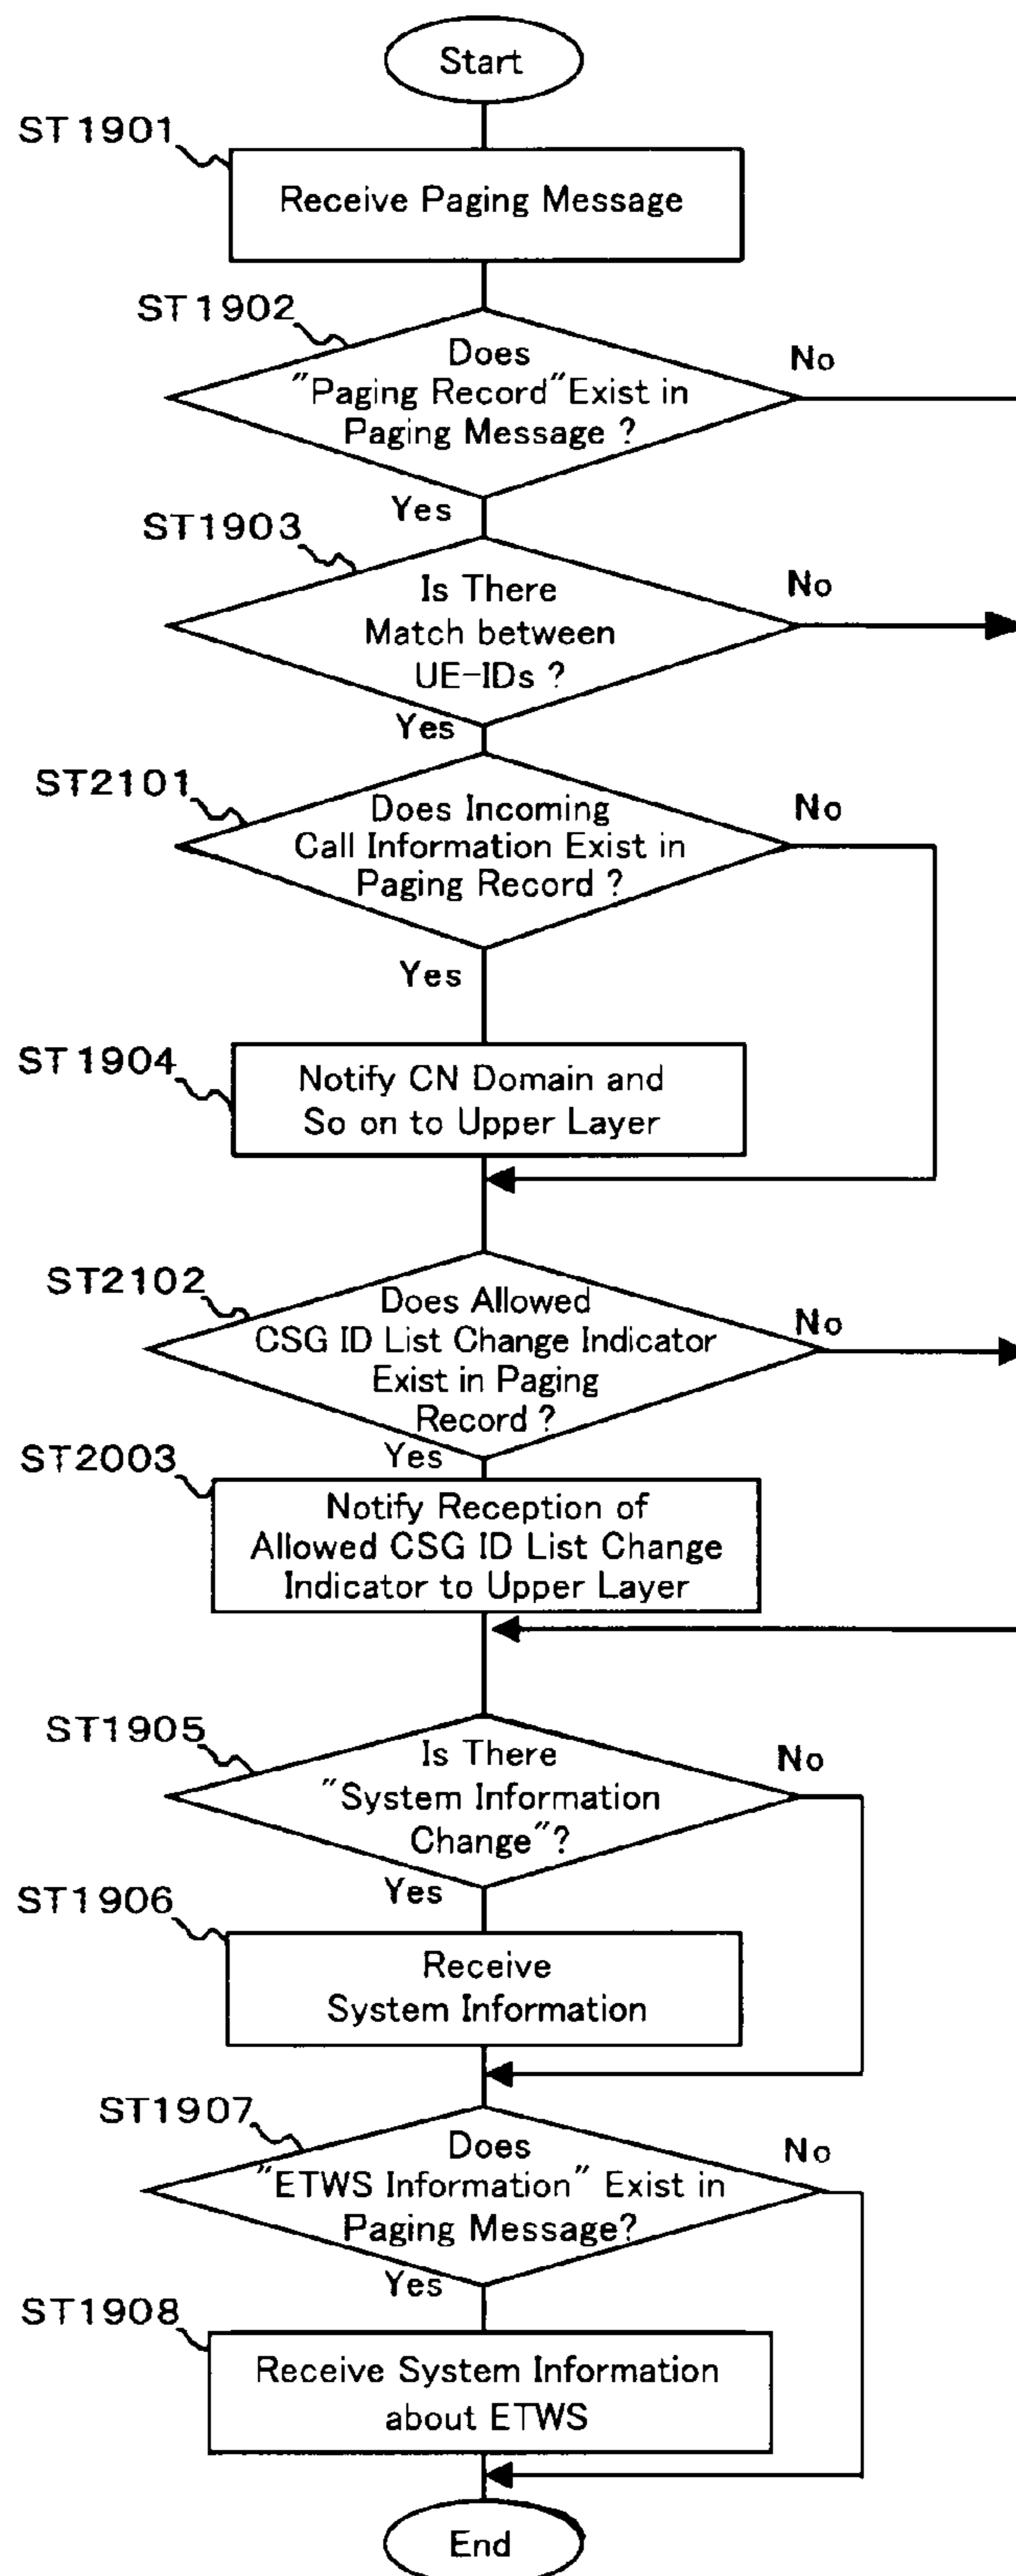 Start
ST1901
Receive Paging Message
ST1902
Does
"Paging Record" Exist in
Paging Message ?
No
Yes
ST1903
Is There
Match between
UE-IDs ?
No
Yes
ST2101
Does Incoming
Call Information Exist in
Paging Record ?
No
Yes
ST1904
Notify CN Domain and
So on to Upper Layer
ST2102
Does Allowed
CSG ID List Change Indicator
Exist in Paging
Record ?
No
Yes
ST2003
Notify Reception of
Allowed CSG ID List Change
Indicator to Upper Layer
ST1905
Is There
"System Information
Change"?
No
Yes
ST1906
Receive
System Information
ST1907
Does
"ETWS Information" Exist in
Paging Message?
No
Yes
ST1908
Receive System Information
about ETWS
End